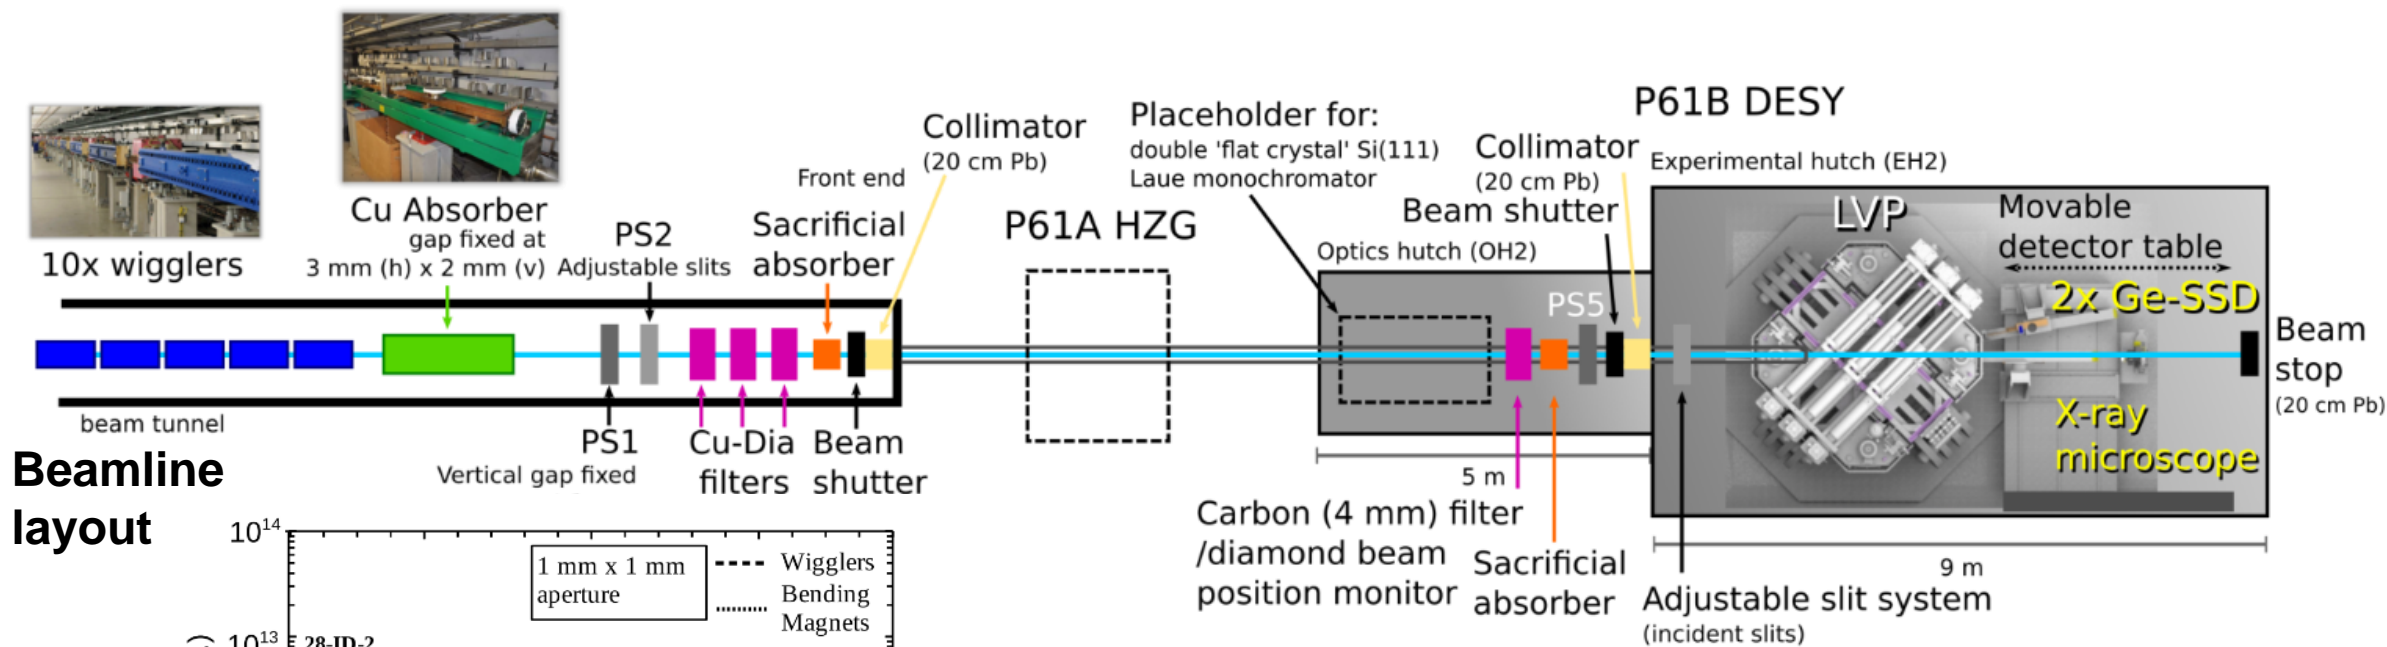 P61B DESY
Placeholder for:
double 'flat crystal' Si(111)
Laue monochromator
Collimator
(20 cm Pb)
Collimator
(20 cm Pb)
Experimental hutch (EH2)
Front end
Cu Absorber
gap fixed at
3 mm (h) x 2 mm (v)
PS2
Adjustable slits
Sacrificial
absorber
P61A HZG
Beam shutter
Optics hutch (OH2)
LVP
Movable
detector table
10x wigglers
2x Ge-SSD
PS5
Beam
stop
(20 cm Pb)
beam tunnel
PS1
Vertical gap fixed
Cu-Dia
filters
Beam
shutter
X-ray
microscope
Beamline
layout
5 m
Carbon (4 mm) filter
/diamond beam
position monitor
Sacrificial
absorber
9 m
Adjustable slit system
(incident slits)
10^14
1 mm x 1 mm
aperture
Wigglers
Bending
Magnets
10^13
28-ID-2